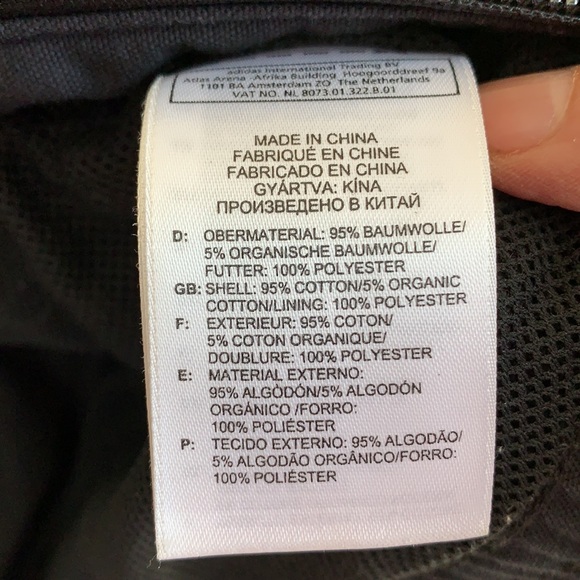 adidas International Trading BV
Atlas Arena -Afrika Building Hoogoorddreef 9a
1101 BA Amsterdam ZO The Netherlands
VAT NO. NL 8073.01.322.B.01
MADE IN CHINA
FABRIQUÉ EN CHINE
FABRICADO EN CHINA
GYÁRTVA: KÍNA
ПРОИЗВЕДЕНО В КИТАЙ
D: OBERMATERIAL: 95% BAUMWOLLE/
5% ORGANISCHE BAUMWOLLE/
FUTTER: 100% POLYESTER
GB: SHELL: 95% COTTON/5% ORGANIC
COTTON/LINING: 100% POLYESTER
F: EXTERIEUR: 95% COTON/
5% COTON ORGANIQUE/
DOUBLURE: 100% POLYESTER
E: MATERIAL EXTERNO:
95% ALGODÓN/5% ALGODÓN
ORGÁNICO /FORRO:
100% POLIÉSTER
P: TECIDO EXTERNO: 95% ALGODÃO/
5% ALGODÃO ORGÂNICO/FORRO:
100% POLIÉSTER